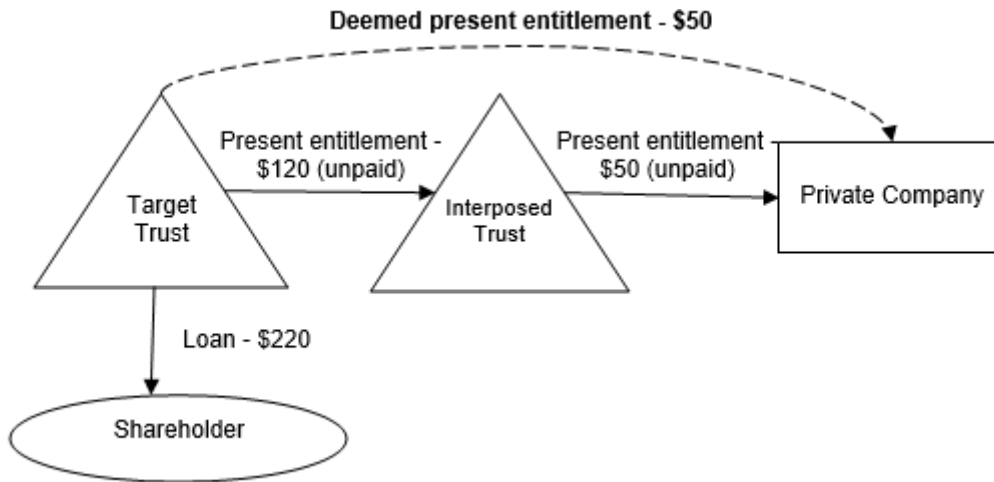 Deemed present entitlement - $50
Present entitlement -
$120 (unpaid)
Present entitlement -
$50 (unpaid)
Private Company
Target
Trust
Interposed
Trust
Loan - $220
Shareholder